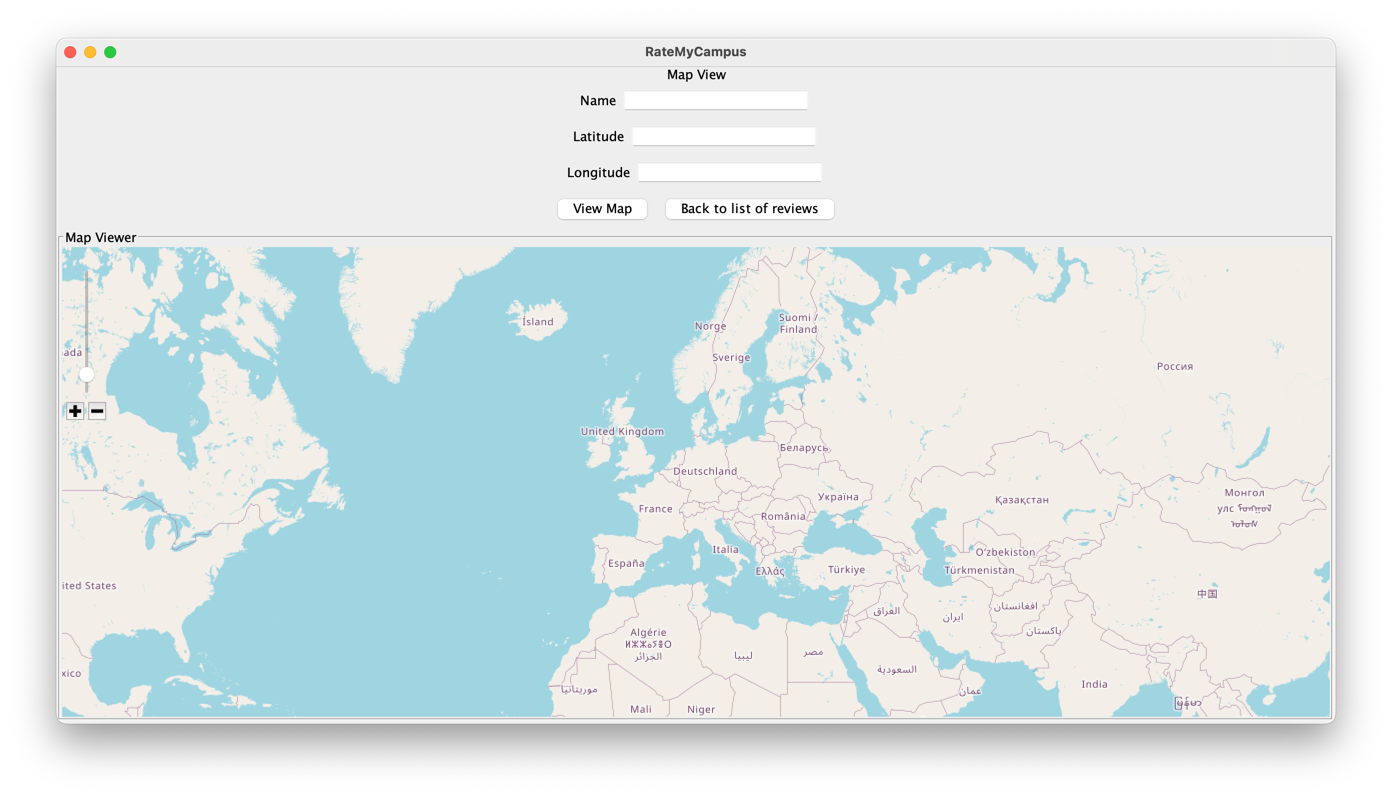 RateMyCampus
Map View
Name
Latitude
Longitude
View Map
Back to list of reviews
Map Viewer
Ísland
Norge
Suomi /
Finland
Sverige
ada
Россия
United Kingdom
Беларусь
Deutschland
Україна
Қазақстан
Монгол
улс
France
România
Italia
O'zbekiston
España
Ελλάς
Türkiye
Türkmenistan
ited States
中国
العراق
افغانستان
ایران
پاکستان
Algérie
ⵍⵣⵣⴰⵢⴻⵔ
الجزائر
ليبيا
مصر
السعودية
xico
India
موريتانيا
عمان
Mali
Niger